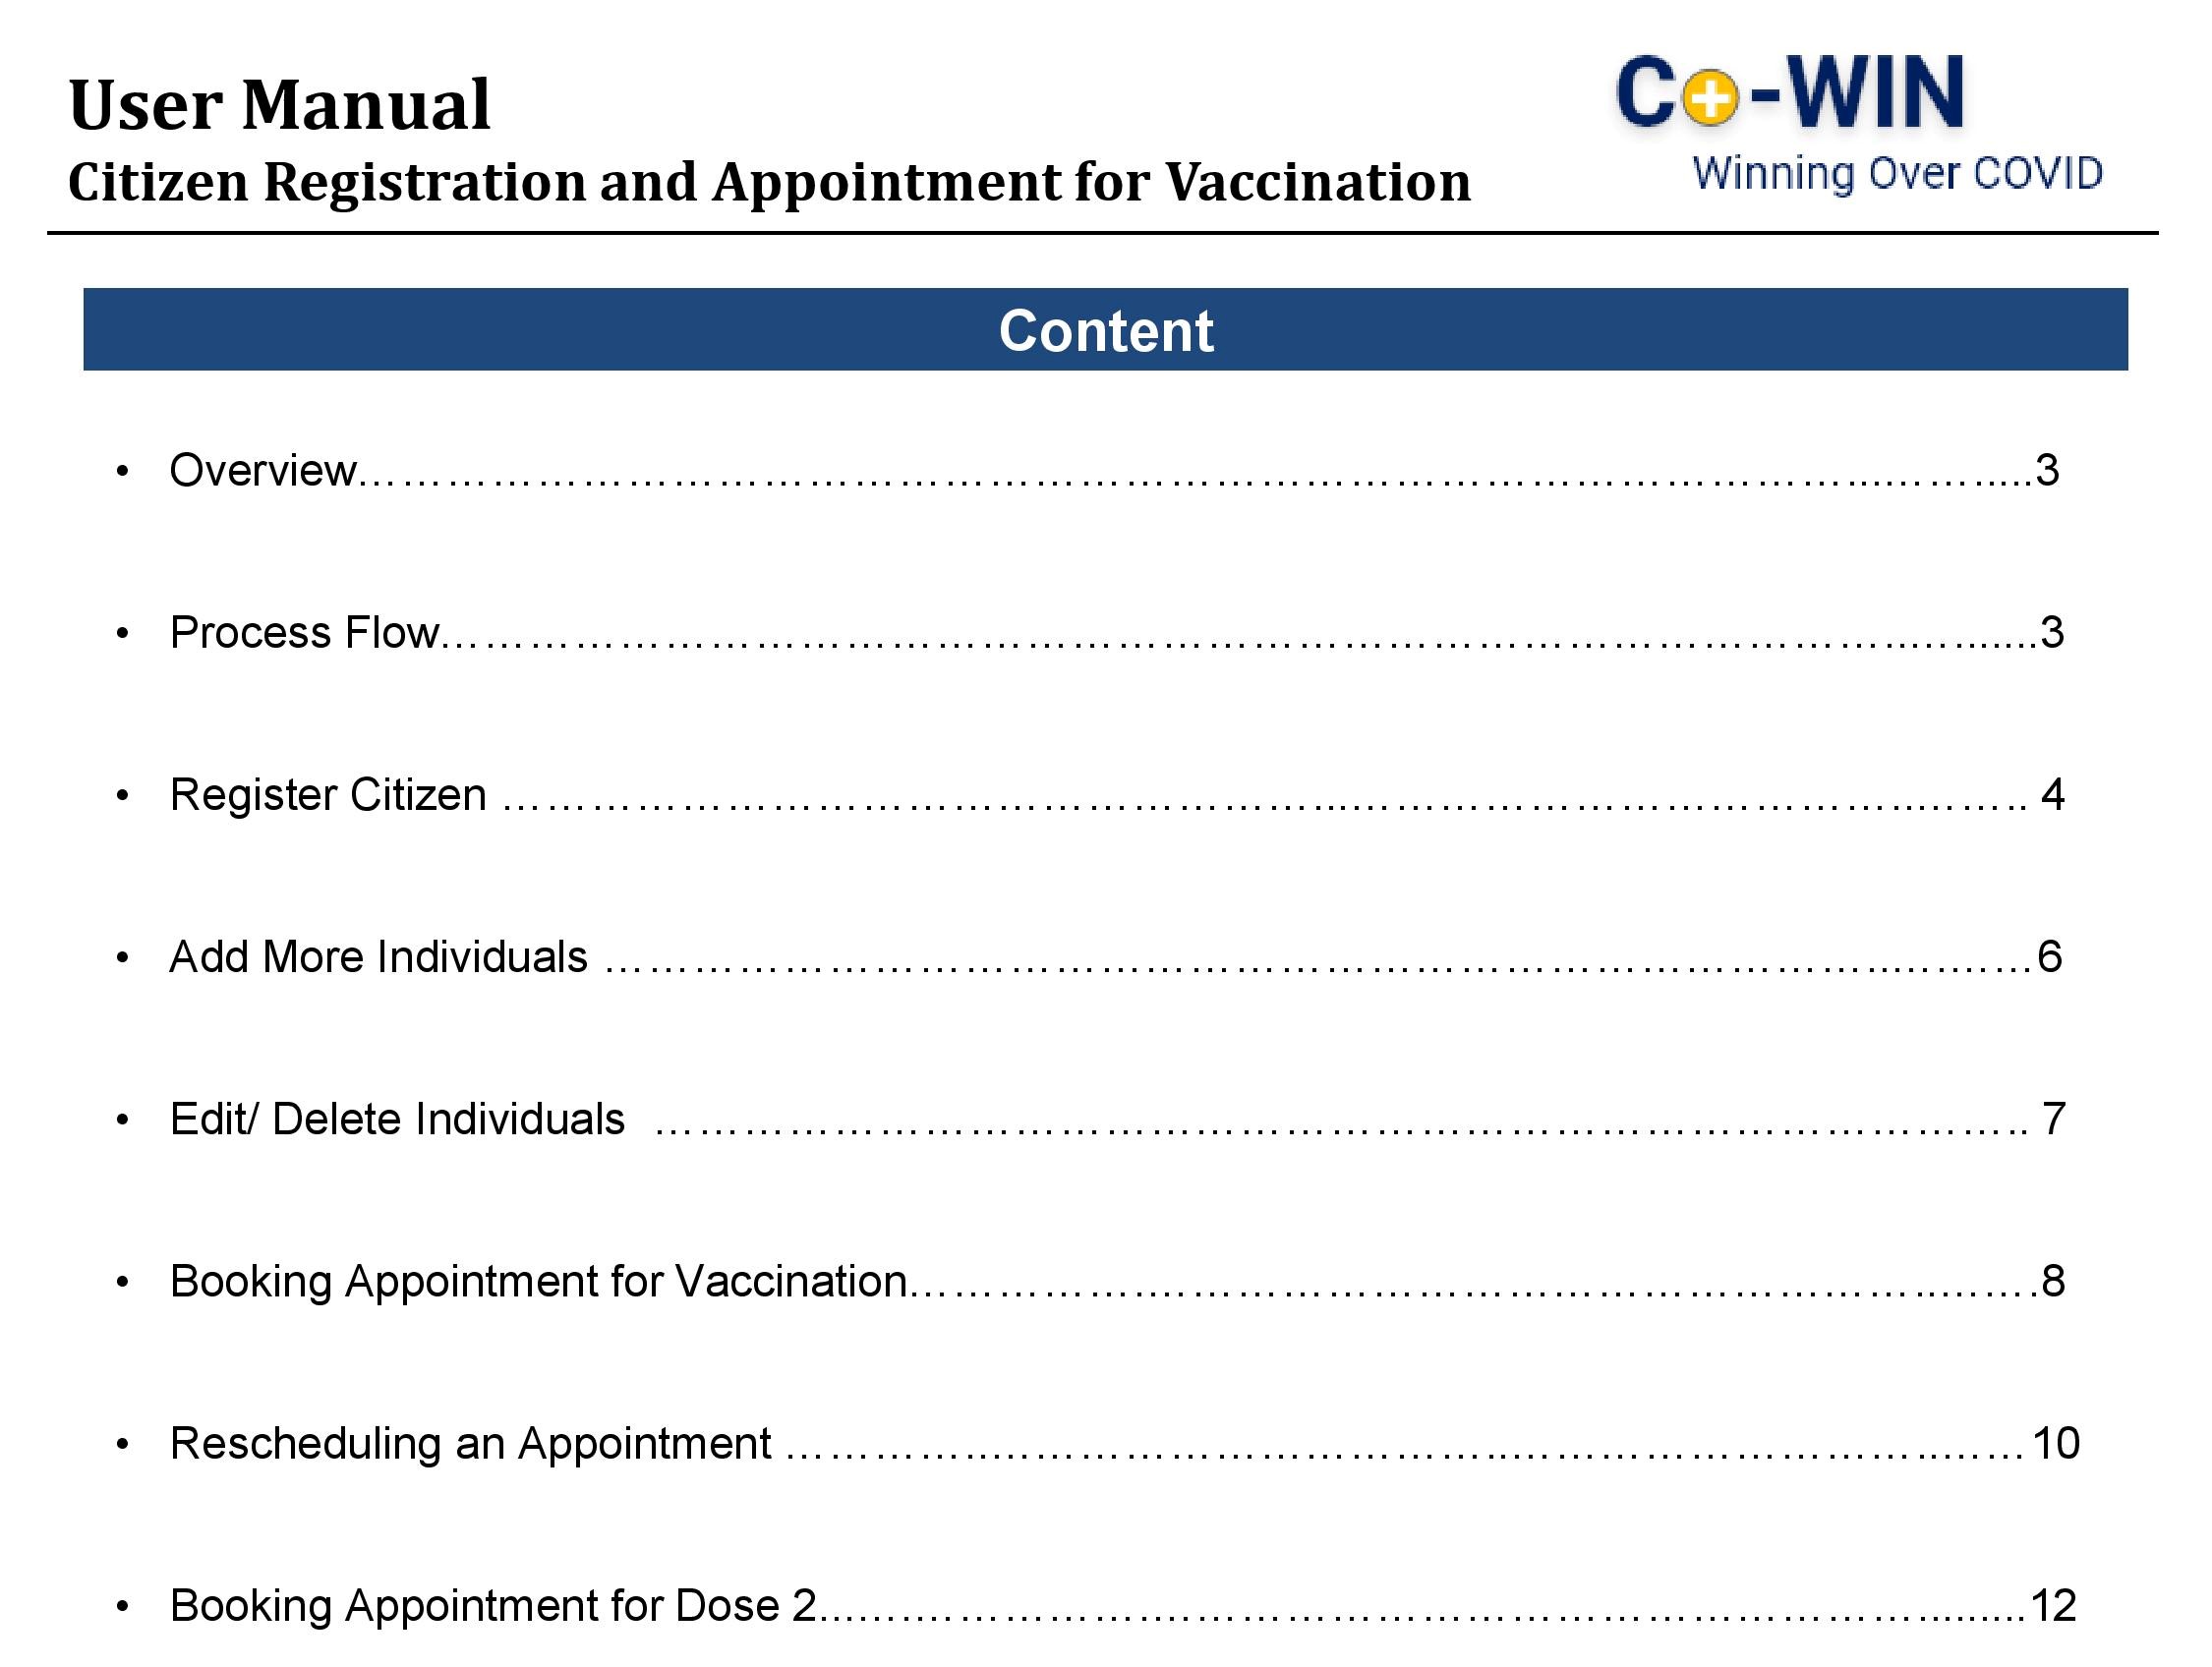 User Manual
Citizen Registration and Appointment for Vaccination
Co-WIN
Winning Over COVID
Content
• Overview……………………………………………………………………………………………...……….....3
• Process Flow…………………………………………………………………………………………..…….....3
• Register Citizen …………………………………………………...………………………………..…….. 4
• Add More Individuals ………………………………………………………………………………..………6
• Edit/ Delete Individuals ……………………………………………………………………………….. 7
• Booking Appointment for Vaccination……………………………………………………………..…….8
• Rescheduling an Appointment …………...…………………………………..………………………...……10
• Booking Appointment for Dose 2...…………………………………………………………………….........12